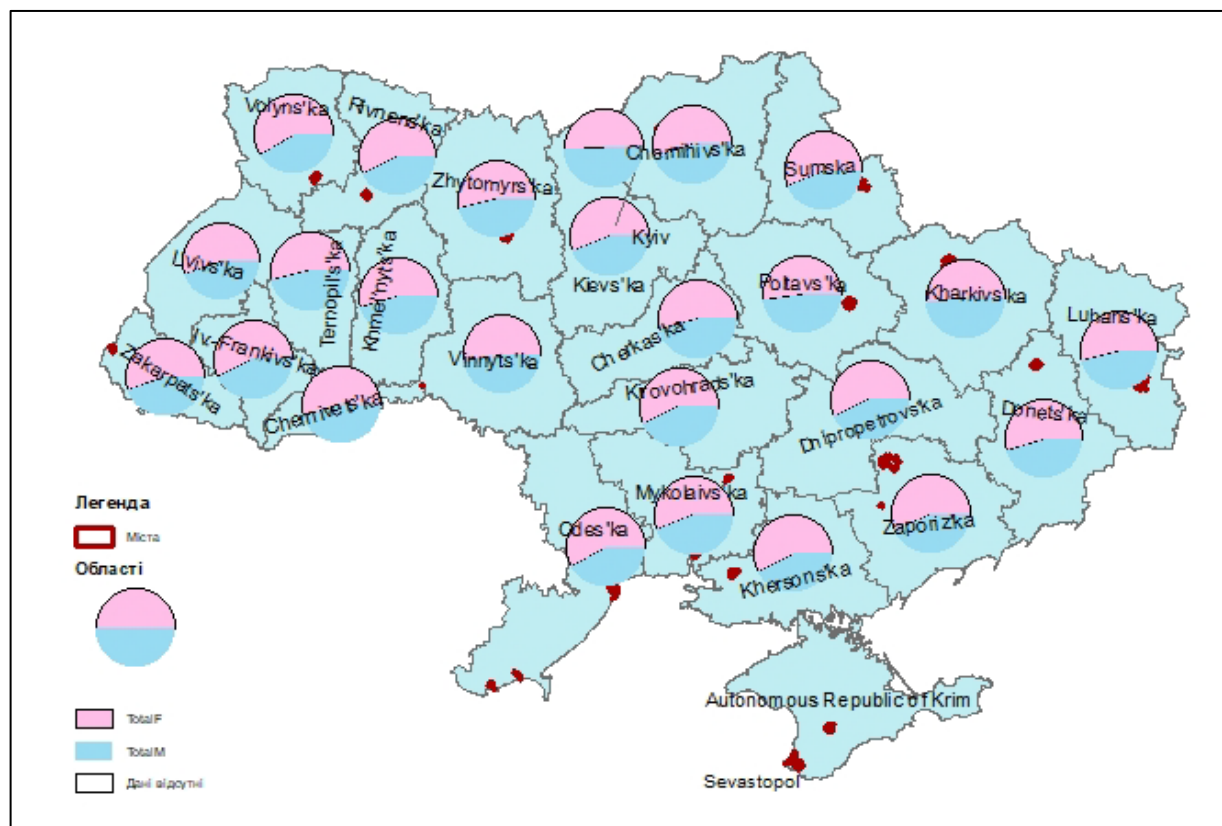 Volyns'ka
Rivnens'ka
Zhytomyrs'ka
Chernihivs'ka
Sumska
Kyiv
Kievs'ka
L'vivs'ka
Ternopil's'ka
Khmel'nyts'ka
Poltavs'ka
Kharkivs'ka
Luhans'ka
Iv-Frankivs'ka
Zakarpats'ka
Chernivets'ka
Vinnyts'ka
Cherkas'ka
Kirovohrads'ka
Dnipropetrovs'ka
Donets'ka
Mykolaivs'ka
Odes'ka
Khersons'ka
Zaporiz'ka
Autonomous Republic of Krim
Sevastopol
Легенда
Міста
Області
TotalF
TotalM
Дані відсутні